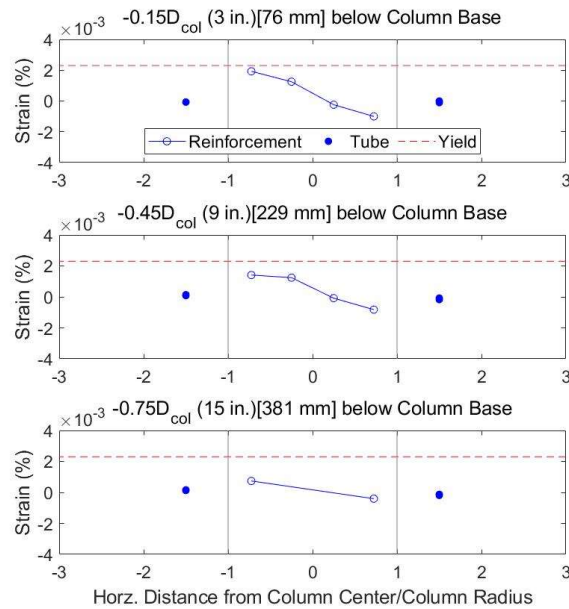 -0.15D_col (3 in.)[76 mm] below Column Base
×10^-3
4
2
0
-2
-4
Strain (%)
Reinforcement Tube Yield
-3 -2 -1 0 1 2 3
-0.45D_col (9 in.)[229 mm] below Column Base
×10^-3
4
2
0
-2
-4
Strain (%)
-3 -2 -1 0 1 2 3
-0.75D_col (15 in.)[381 mm] below Column Base
×10^-3
4
2
0
-2
-4
Strain (%)
-3 -2 -1 0 1 2 3
Horz. Distance from Column Center/Column Radius